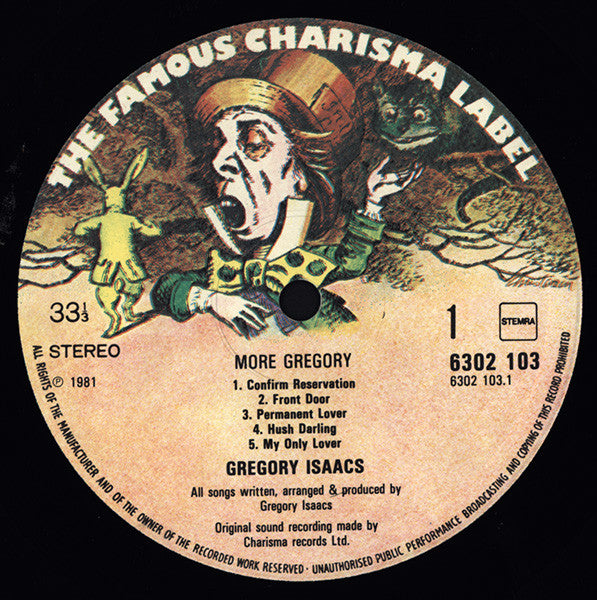 THE FAMOUS CHARISMA LABEL
33⅓
1
STEMRA
STEREO
6302 103
6302 103.1
℗ 1981
MORE GREGORY
1. Confirm Reservation
2. Front Door
3. Permanent Lover
4. Hush Darling
5. My Only Lover
GREGORY ISAACS
All songs written, arranged & produced by
Gregory Isaacs
Original sound recording made by
Charisma records Ltd.
ALL RIGHTS OF THE MANUFACTURER AND OF THE OWNER OF THE RECORDED WORK RESERVED · UNAUTHORISED PUBLIC PERFORMANCE BROADCASTING AND COPYING OF THIS RECORD PROHIBITED